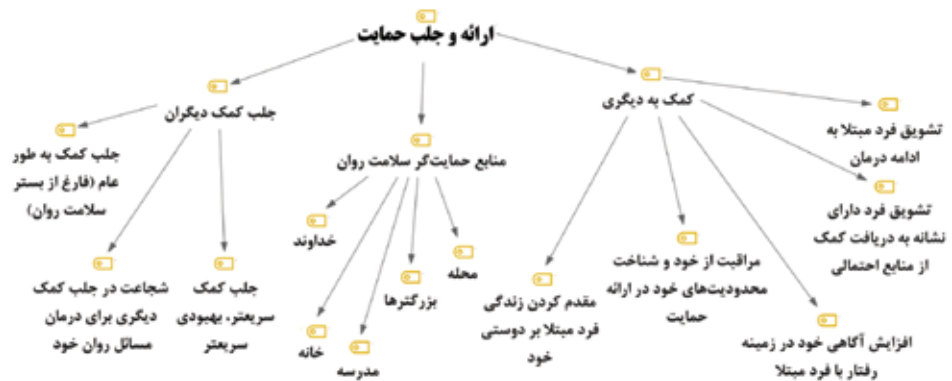 ارائه و جلب حمایت
کمک به دیگری
تشویق فرد مبتلا به
ادامه درمان
تشویق فرد دارای
نشانه به دریافت کمک
از منابع احتمالی
افزایش آگاهی خود در زمینه
رفتار با فرد مبتلا
مراقبت از خود و شناخت
محدودیت‌های خود در ارائه
حمایت
مقدم کردن زندگی
فرد مبتلا بر دوستی
خود
منابع حمایت‌گر سلامت روان
محله
بزرگترها
مدرسه
خانه
خداوند
جلب کمک دیگران
جلب کمک
سریعتر، بهبودی
سریعتر
شجاعت در جلب کمک
دیگری برای درمان
مسائل روان خود
جلب کمک به طور
عام (فارغ از بستر
سلامت روان)